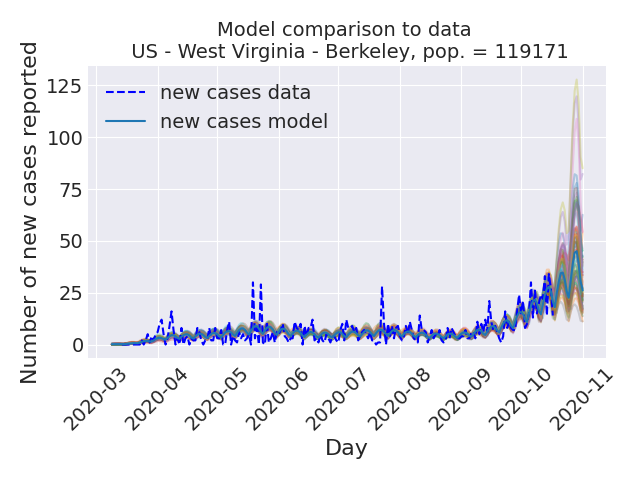 Model comparison to data
US - West Virginia - Berkeley, pop. = 119171
Number of new cases reported
125
100
75
50
25
0
new cases data
new cases model
2020-03
2020-04
2020-05
2020-06
2020-07
2020-08
2020-09
2020-10
2020-11
Day